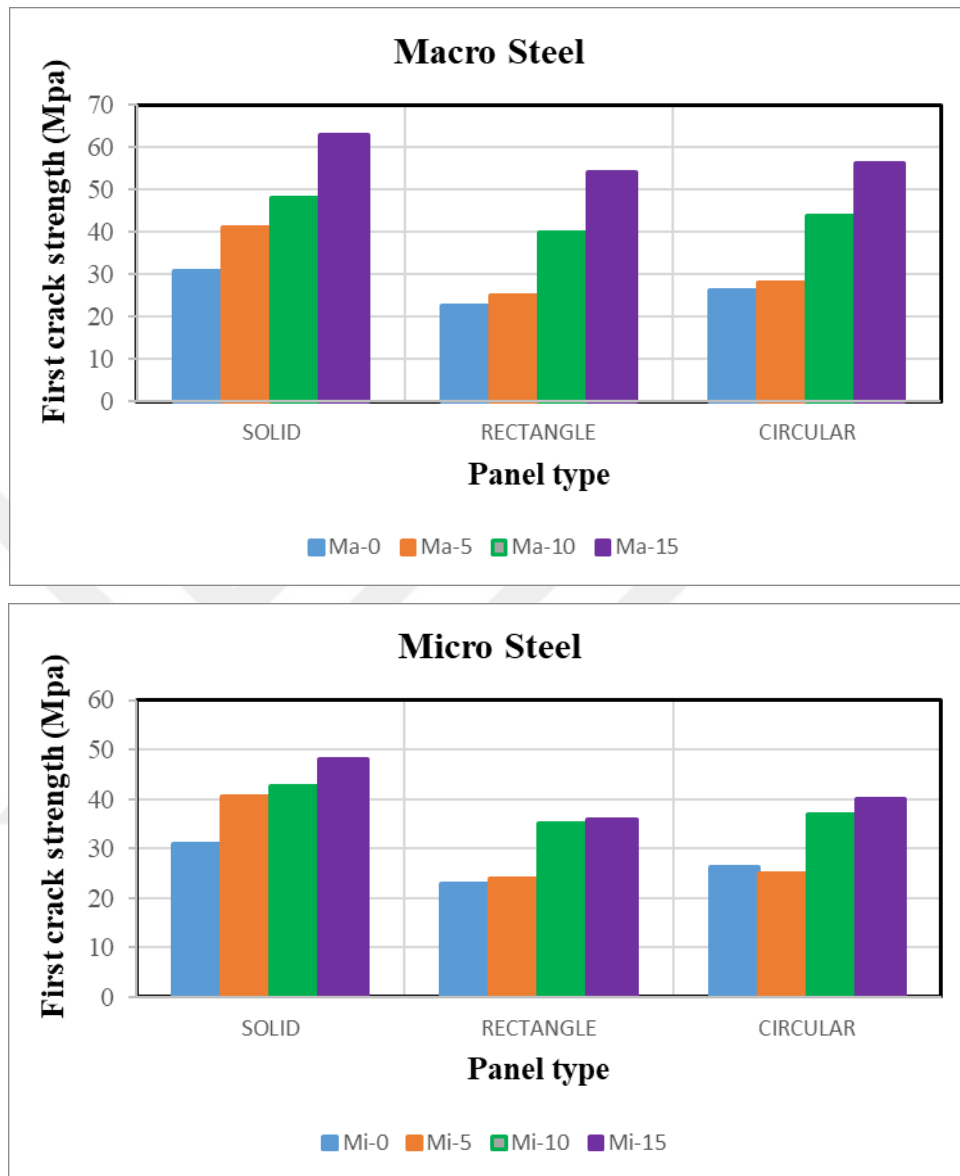 Macro Steel
First crack strength (Mpa)
70
60
50
40
30
20
10
0
SOLID RECTANGLE CIRCULAR
Panel type
Ma-0 Ma-5 Ma-10 Ma-15
Micro Steel
First crack strength (Mpa)
60
50
40
30
20
10
0
SOLID RECTANGLE CIRCULAR
Panel type
Mi-0 Mi-5 Mi-10 Mi-15